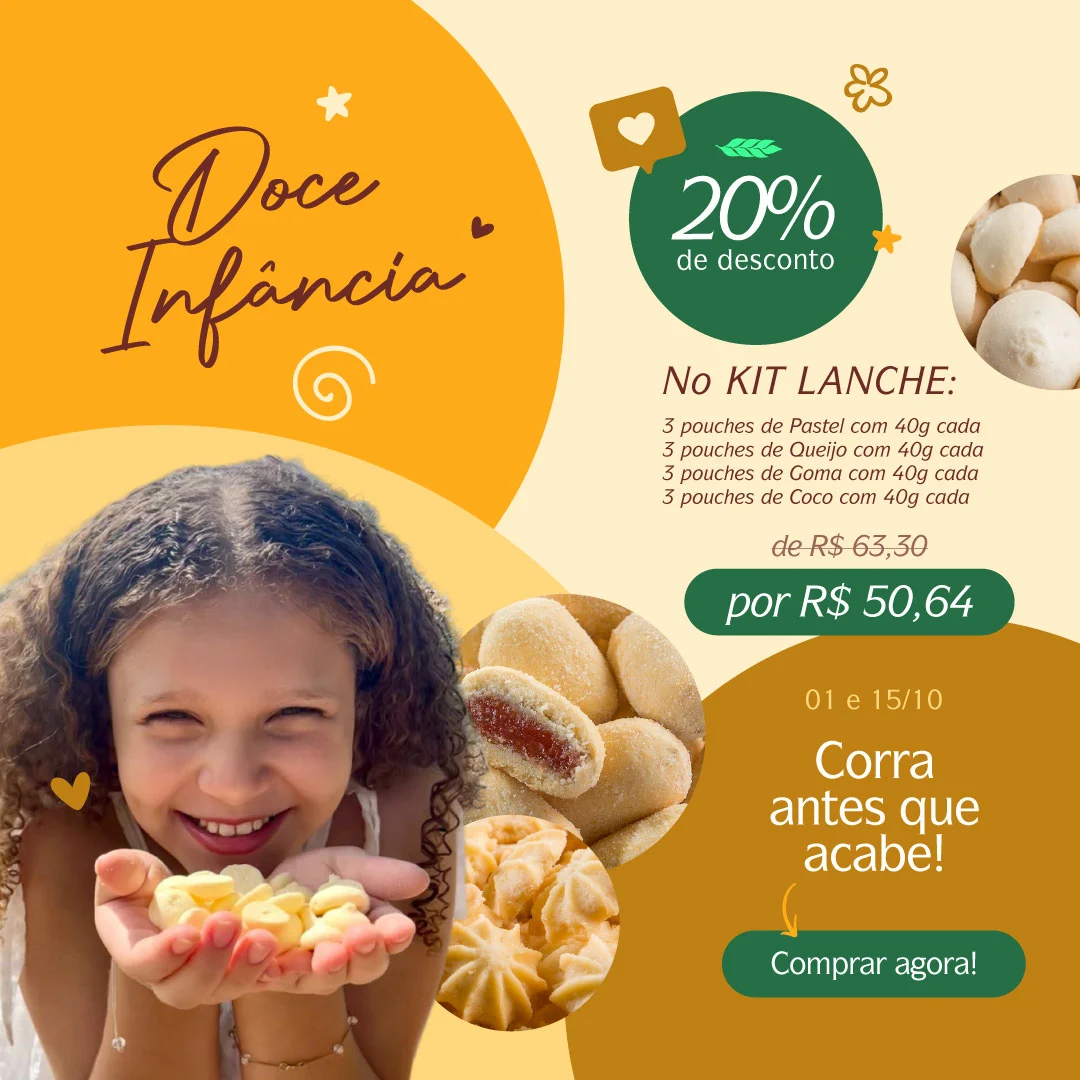 Doce
Infância
20%
de desconto
No KIT LANCHE:
3 pouches de Pastel com 40g cada
3 pouches de Queijo com 40g cada
3 pouches de Goma com 40g cada
3 pouches de Coco com 40g cada
de R$ 63,30
por R$ 50,64
01 e 15/10
Corra
antes que
acabe!
Comprar agora!